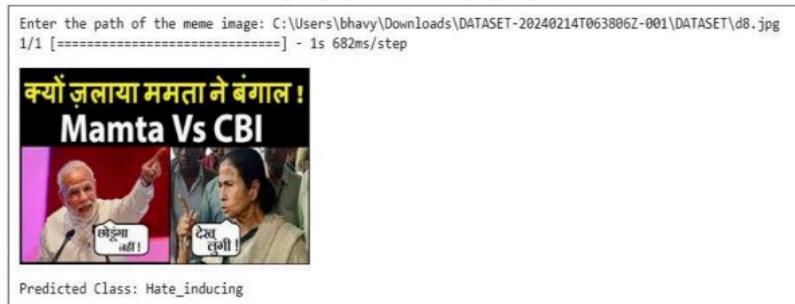 Enter the path of the meme image: C:\Users\bhavy\Downloads\DATASET-20240214T063806Z-001\DATASET\d8.jpg
1/1 [==============================] - 1s 682ms/step
क्यों ज़लाया ममता ने बंगाल !
Mamta Vs CBI
छोडूंगा
नहीं !
देख
लुगी !
Predicted Class: Hate_inducing